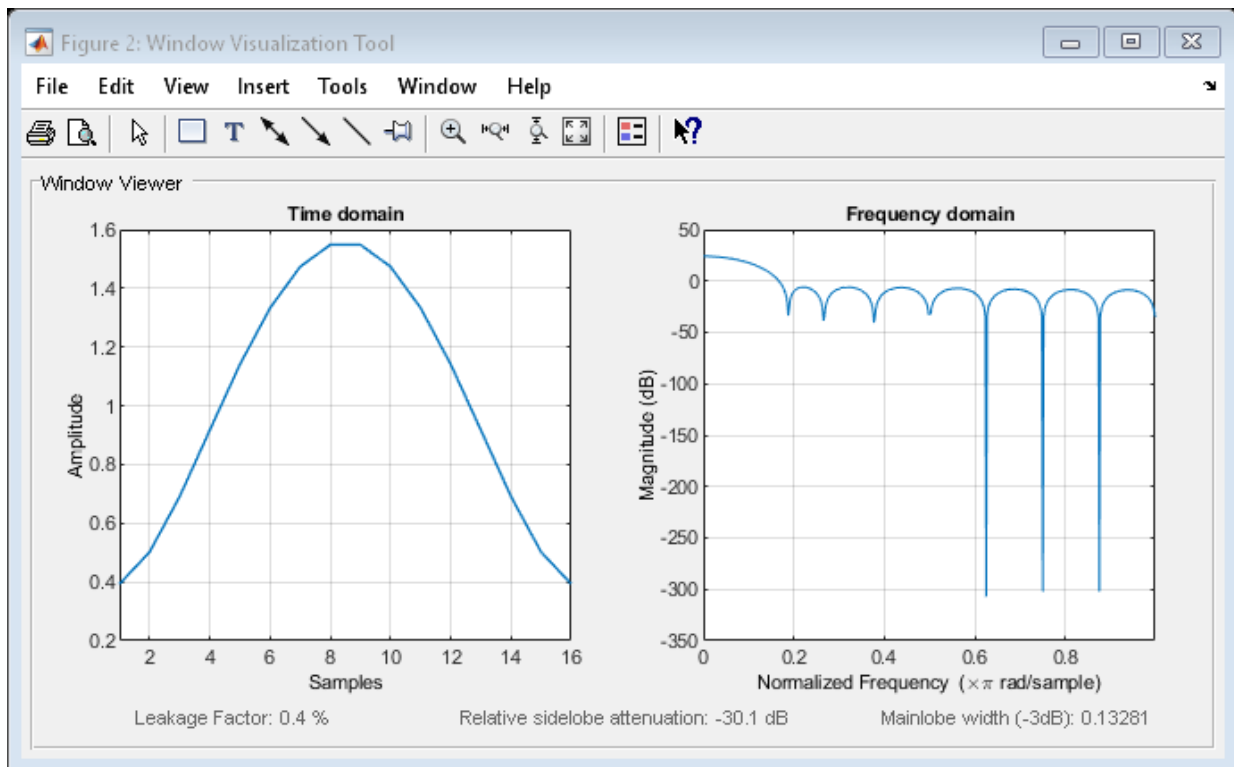 Figure 2: Window Visualization Tool
File Edit View Insert Tools Window Help
T
?
Window Viewer
Time domain
1.6
1.4
1.2
1
0.8
0.6
0.4
0.2
Amplitude
2 4 6 8 10 12 14 16
Samples
Frequency domain
50
0
-50
-100
-150
-200
-250
-300
-350
Magnitude (dB)
0 0.2 0.4 0.6 0.8
Normalized Frequency (×π rad/sample)
Leakage Factor: 0.4 % Relative sidelobe attenuation: -30.1 dB Mainlobe width (-3dB): 0.13281